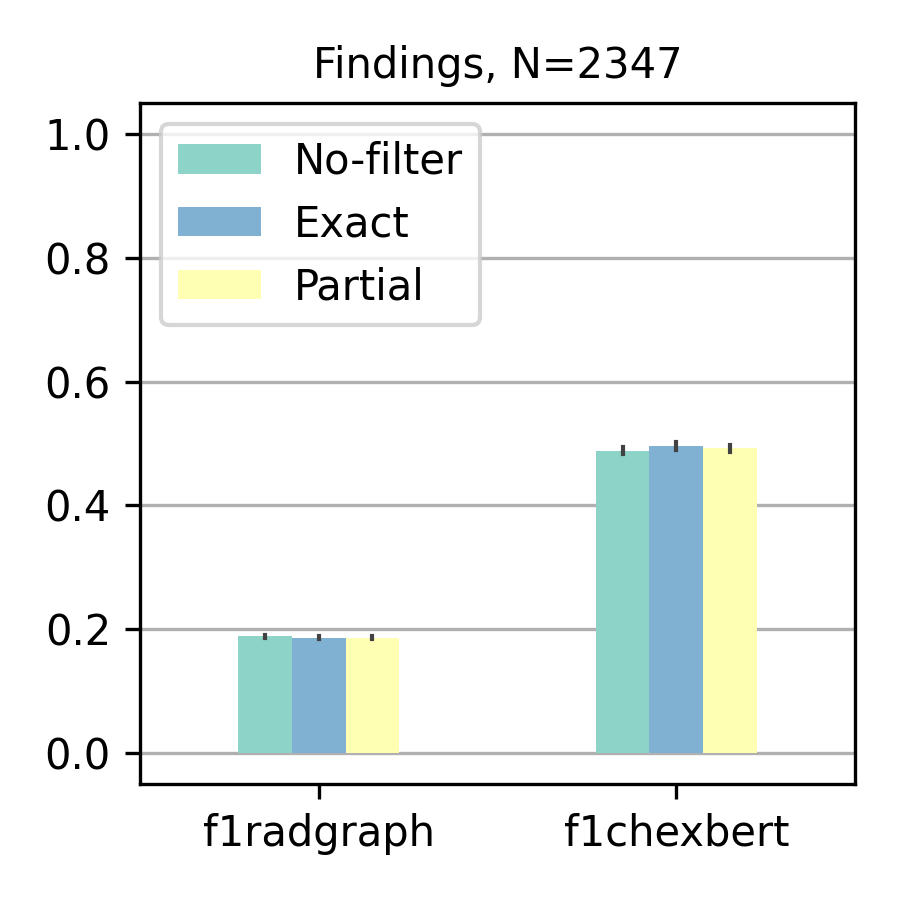 Findings, N=2347
1.0
0.8
0.6
0.4
0.2
0.0
No-filter
Exact
Partial
f1radgraph
f1chexbert